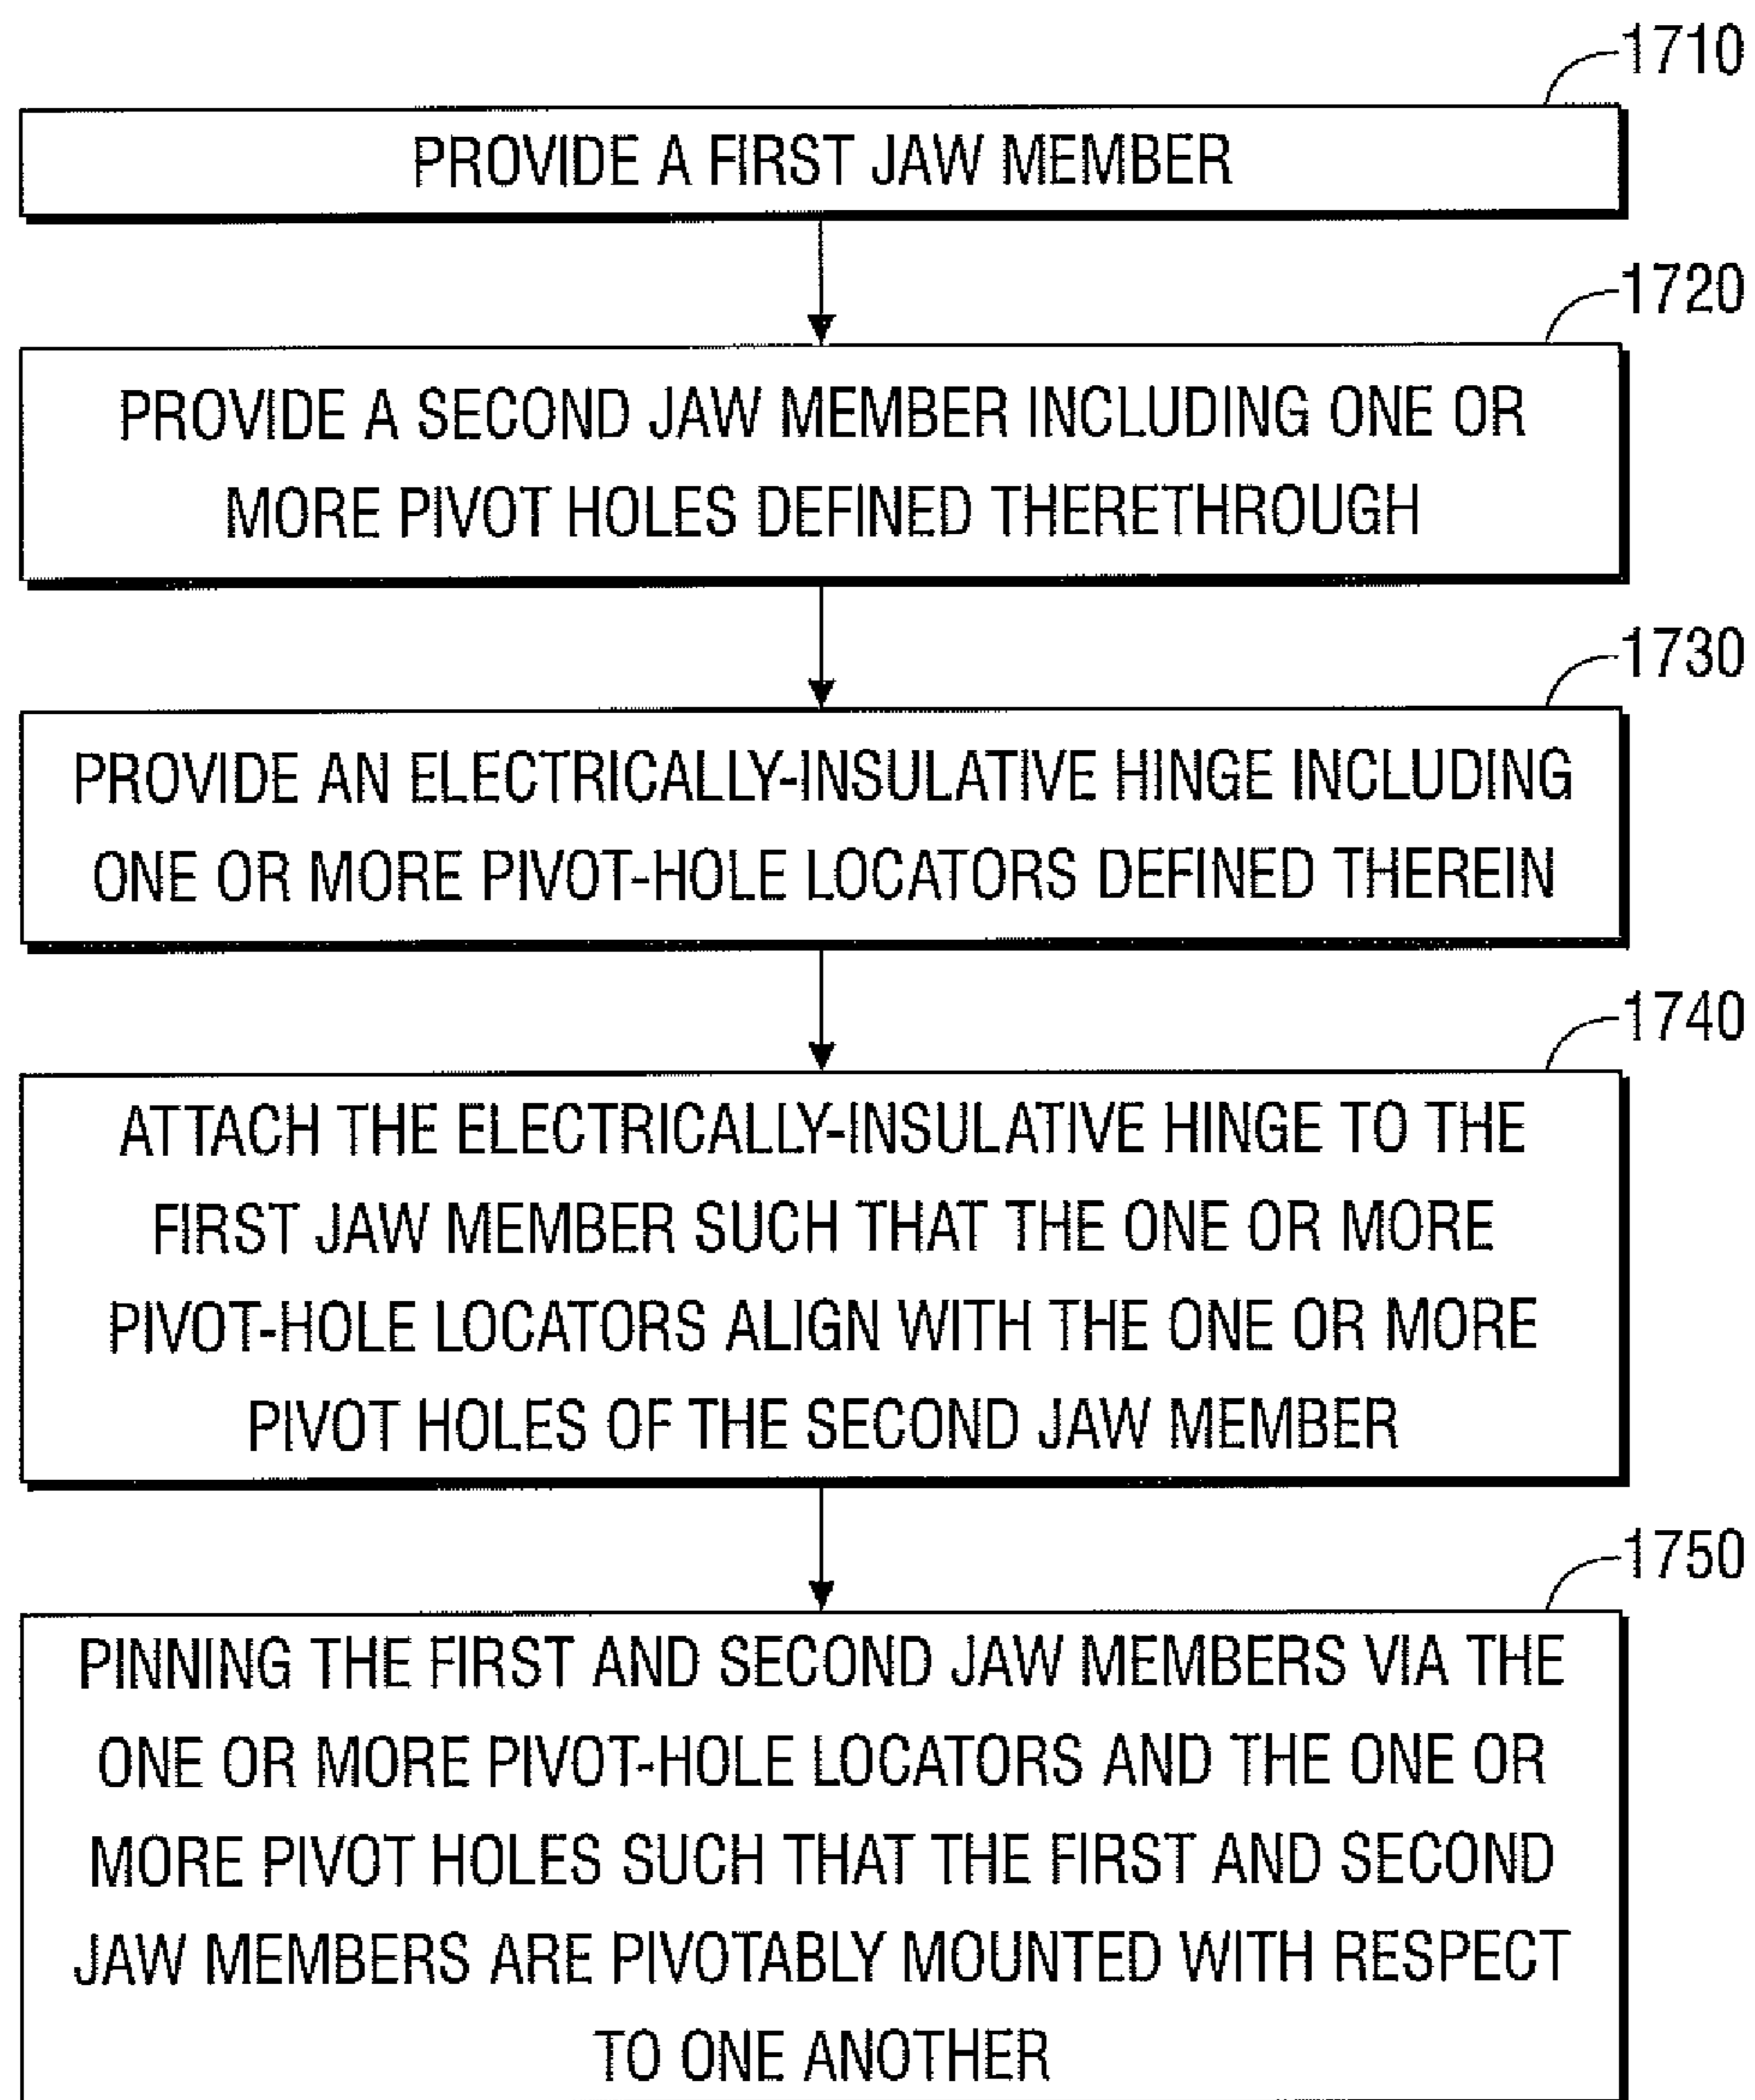 1710
PROVIDE A FIRST JAW MEMBER
1720
PROVIDE A SECOND JAW MEMBER INCLUDING ONE OR
MORE PIVOT HOLES DEFINED THERETHROUGH
1730
PROVIDE AN ELECTRICALLY-INSULATIVE HINGE INCLUDING
ONE OR MORE PIVOT-HOLE LOCATORS DEFINED THEREIN
1740
ATTACH THE ELECTRICALLY-INSULATIVE HINGE TO THE
FIRST JAW MEMBER SUCH THAT THE ONE OR MORE
PIVOT-HOLE LOCATORS ALIGN WITH THE ONE OR MORE
PIVOT HOLES OF THE SECOND JAW MEMBER
1750
PINNING THE FIRST AND SECOND JAW MEMBERS VIA THE
ONE OR MORE PIVOT-HOLE LOCATORS AND THE ONE OR
MORE PIVOT HOLES SUCH THAT THE FIRST AND SECOND
JAW MEMBERS ARE PIVOTABLY MOUNTED WITH RESPECT
TO ONE ANOTHER